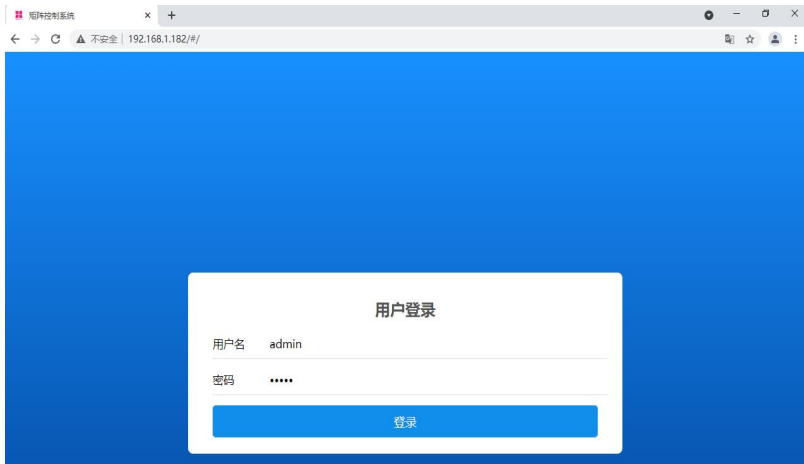 矩阵控制系统
不安全 | 192.168.1.182/#/
用户登录
用户名 admin
密码 •••••
登录